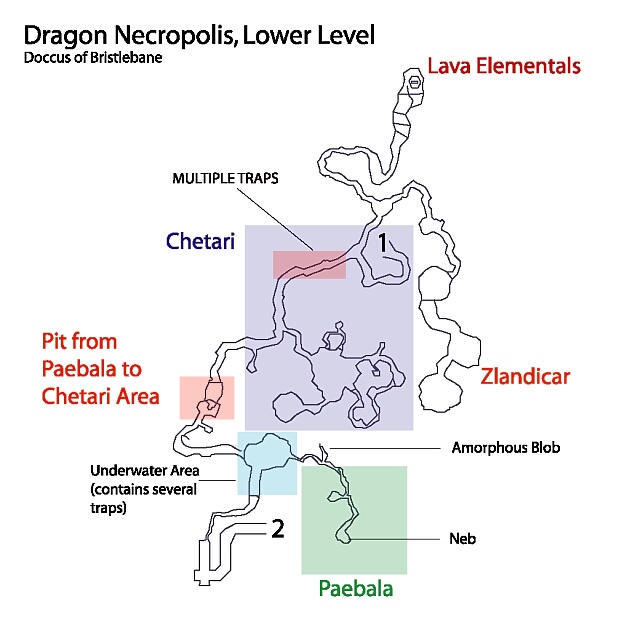 Dragon Necropolis, Lower Level
Doccus of Bristlebane
Lava Elementals
MULTIPLE TRAPS
Chetari
1
Pit from
Paebala to
Chetari Area
Zlandicar
Amorphous Blob
Underwater Area
(contains several
traps)
2
Neb
Paebala